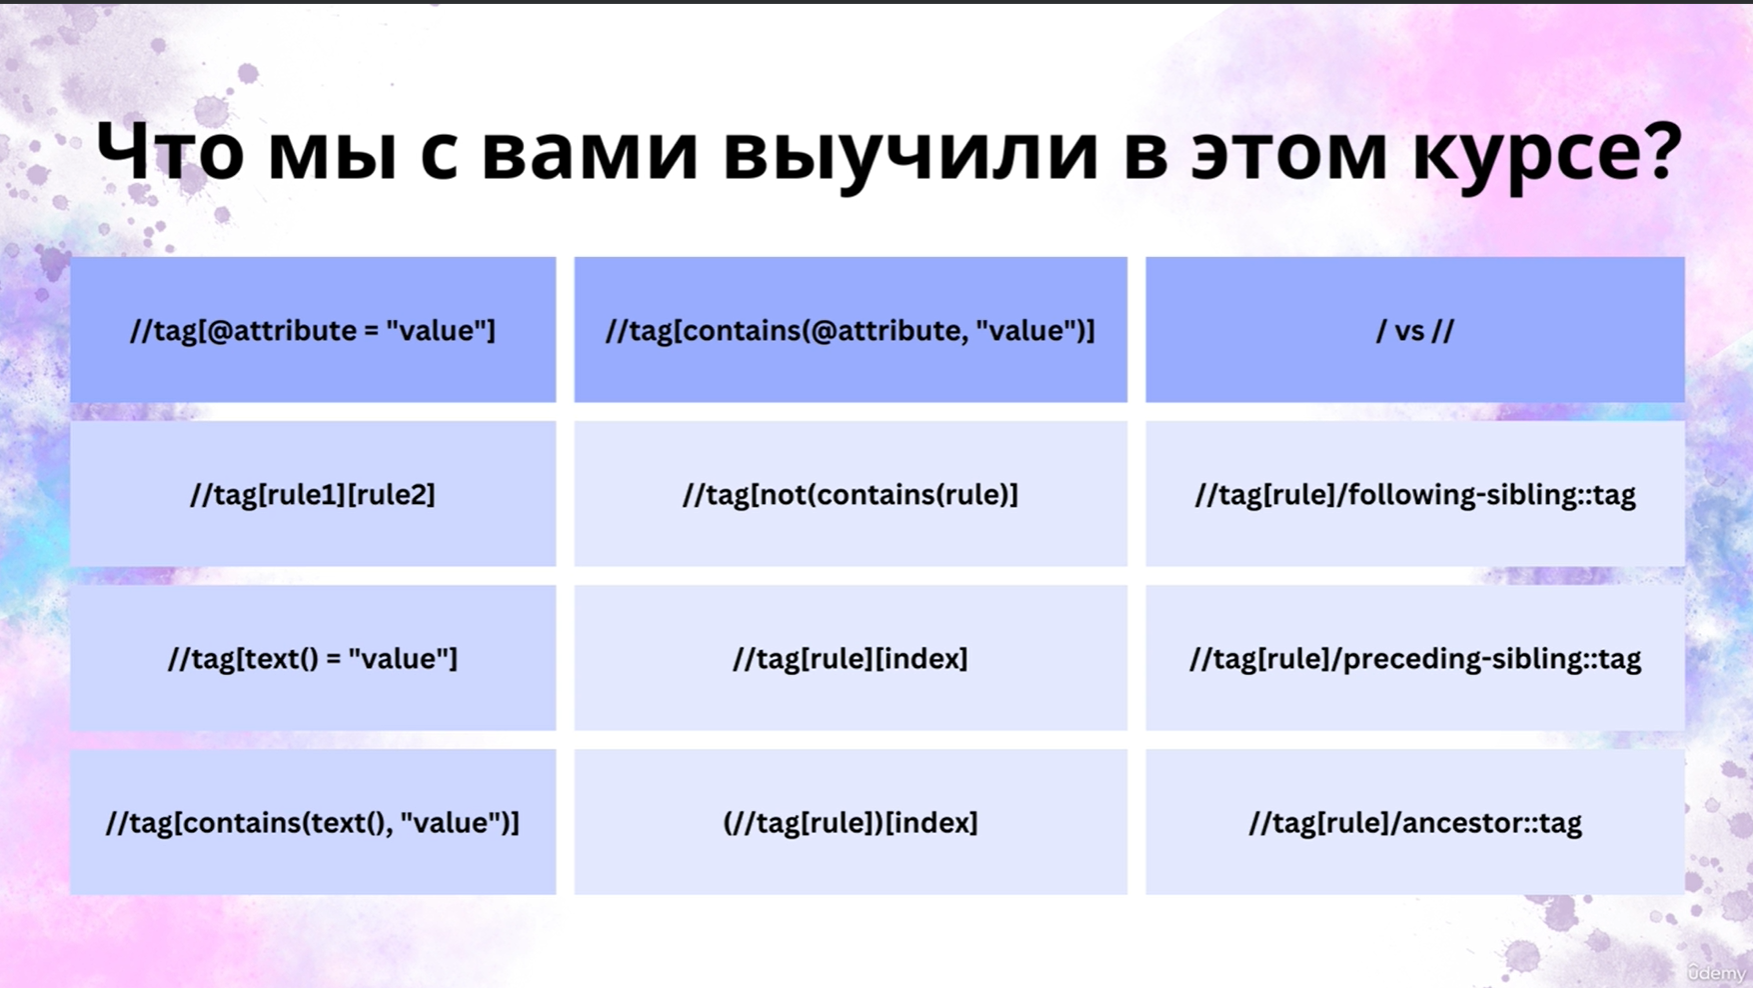 Что мы с вами выучили в этом курсе?
//tag[@attribute = "value"]
//tag[contains(@attribute, "value")]
/ vs //
//tag[rule1][rule2]
//tag[not(contains(rule)]
//tag[rule]/following-sibling::tag
//tag[text() = "value"]
//tag[rule][index]
//tag[rule]/preceding-sibling::tag
//tag[contains(text(), "value")]
(//tag[rule])[index]
//tag[rule]/ancestor::tag
ûdemy